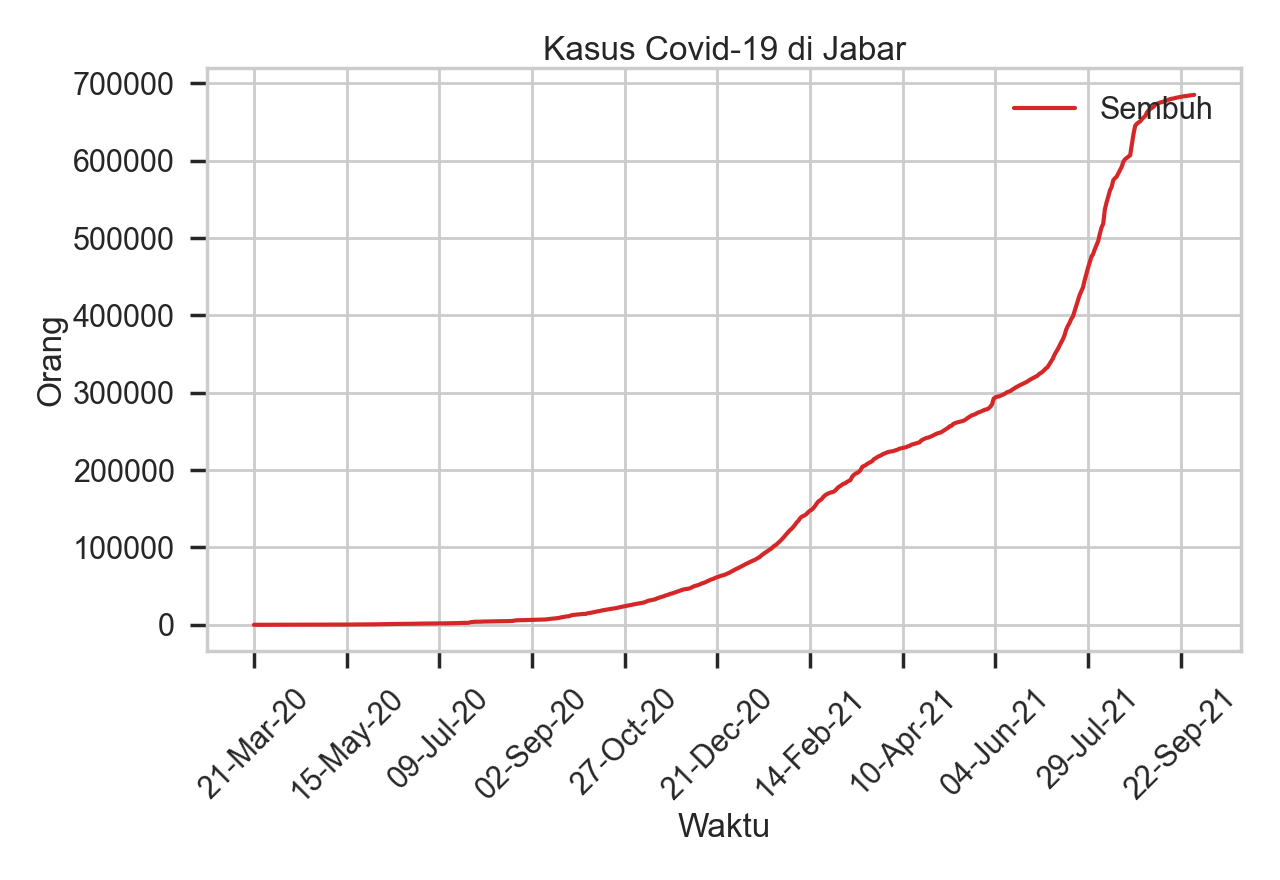 Kasus Covid-19 di Jabar
Sembuh
700000
600000
500000
400000
300000
200000
100000
0
Orang
21-Mar-20
15-May-20
09-Jul-20
02-Sep-20
27-Oct-20
21-Dec-20
14-Feb-21
10-Apr-21
04-Jun-21
29-Jul-21
22-Sep-21
Waktu